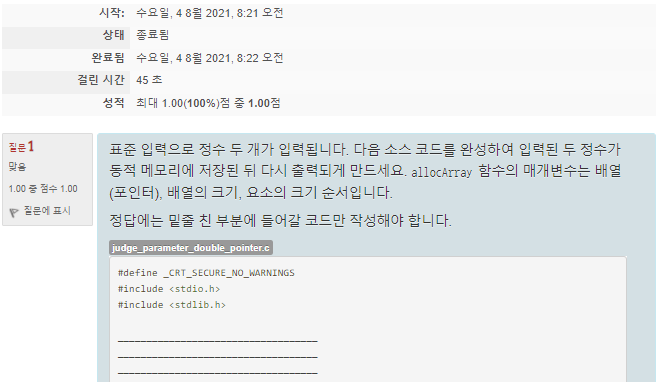 시작: 수요일, 4 8월 2021, 8:21 오전
상태 종료됨
완료됨 수요일, 4 8월 2021, 8:22 오전
걸린 시간 45 초
성적 최대 1.00(100%)점 중 1.00점
질문 1
맞음
1.00 중 점수 1.00
질문에 표시
표준 입력으로 정수 두 개가 입력됩니다. 다음 소스 코드를 완성하여 입력된 두 정수가
동적 메모리에 저장된 뒤 다시 출력되게 만드세요. allocArray 함수의 매개변수는 배열
(포인터), 배열의 크기, 요소의 크기 순서입니다.
정답에는 밑줄 친 부분에 들어갈 코드만 작성해야 합니다.
judge_parameter_double_pointer.c
#define _CRT_SECURE_NO_WARNINGS
#include <stdio.h>
#include <stdlib.h>